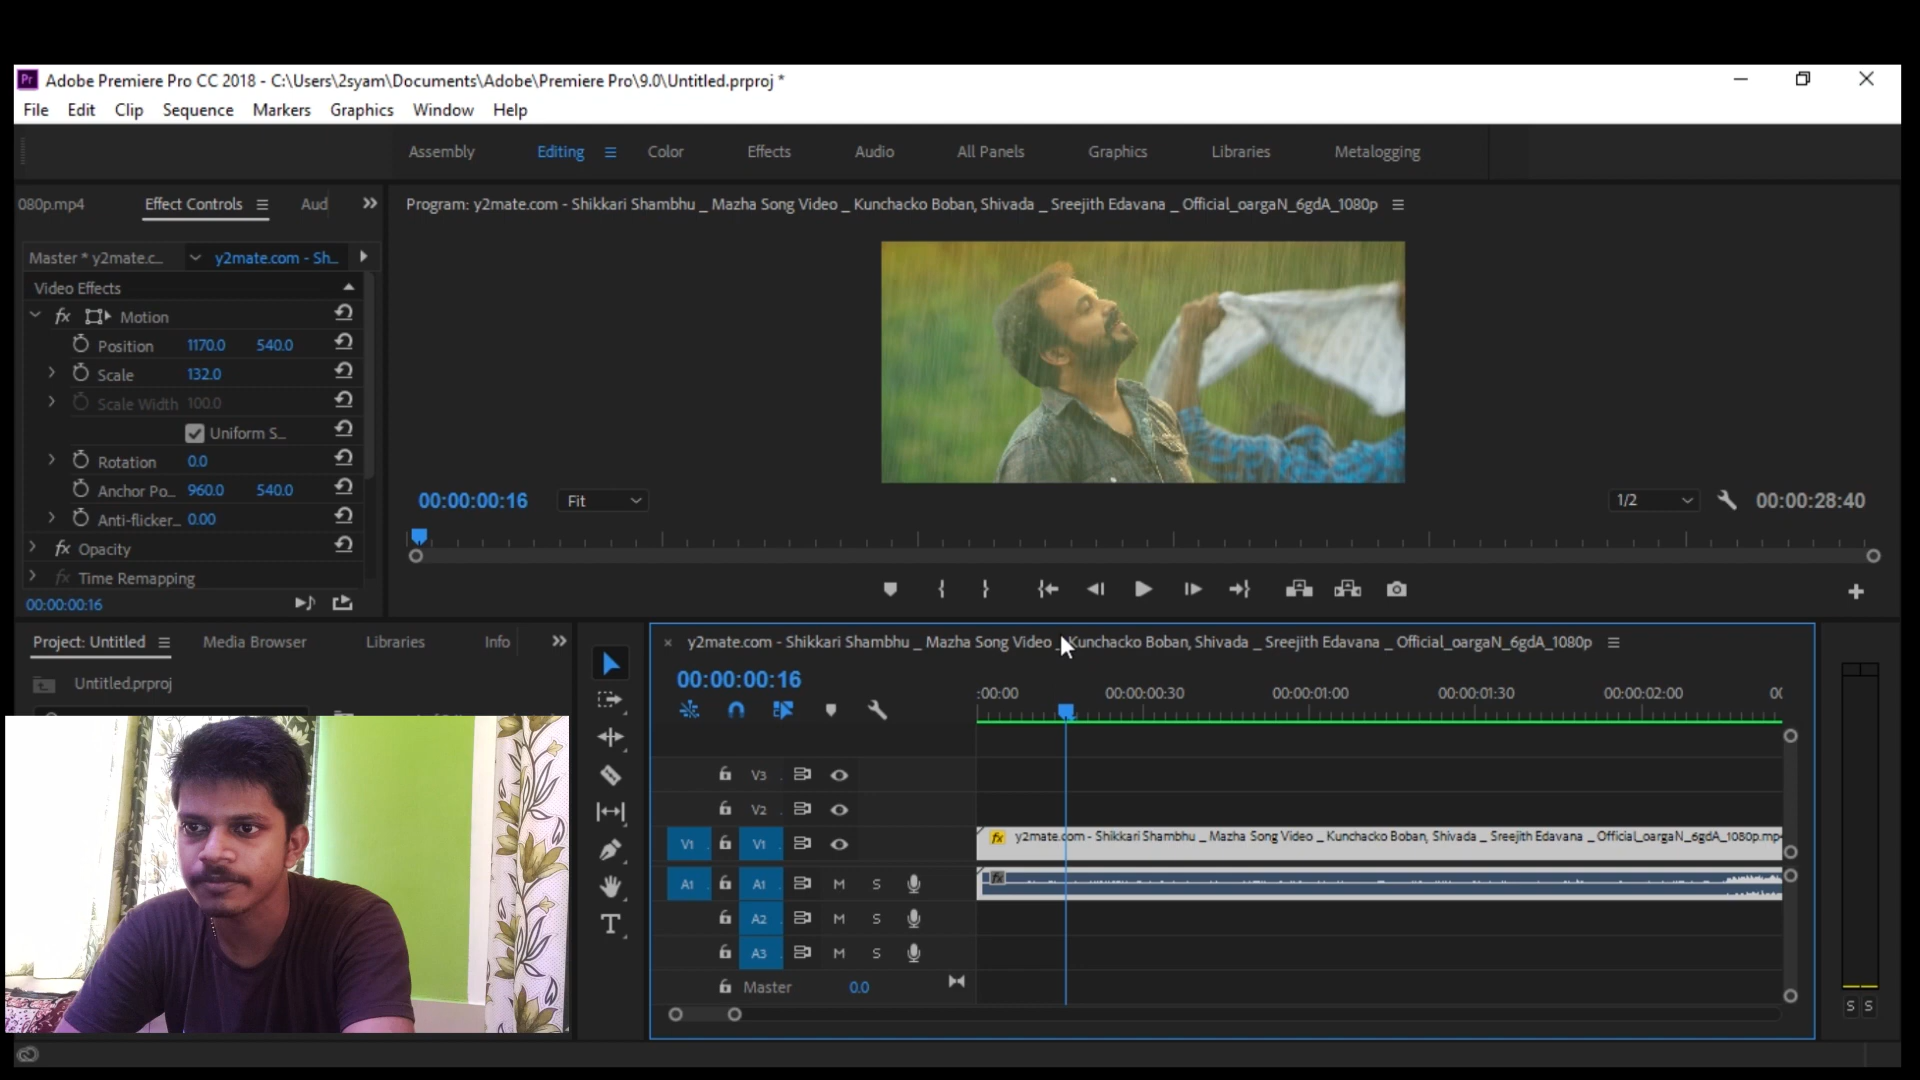 Pr Adobe Premiere Pro CC 2018 - C:\Users\2syam\Documents\Adobe\Premiere Pro\9.0\Untitled.prproj *
File Edit Clip Sequence Markers Graphics Window Help
Assembly Editing Color Effects Audio All Panels Graphics Libraries Metalogging
080p.mp4 Effect Controls Aud
Program: y2mate.com - Shikkari Shambhu _ Mazha Song Video _ Kunchacko Boban, Shivada _ Sreejith Edavana _ Official_oargaN_6gdA_1080p
Master * y2mate.c... y2mate.com - Sh...
Video Effects
fx Motion
Position 1170.0 540.0
Scale 132.0
Scale Width 100.0
Uniform S...
Rotation 0.0
Anchor Po... 960.0 540.0
Anti-flicker... 0.00
fx Opacity
fx Time Remapping
00:00:00:16
00:00:00:16 Fit 1/2 00:00:28:40
Project: Untitled Media Browser Libraries Info
Untitled.prproj
y2mate.com - Shikkari Shambhu _ Mazha Song Video _ Kunchacko Boban, Shivada _ Sreejith Edavana _ Official_oargaN_6gdA_1080p
00:00:00:16
:00:00 00:00:00:30 00:00:01:00 00:00:01:30 00:00:02:00 00
V3
V2
V1 V1 fx y2mate.com - Shikkari Shambhu _ Mazha Song Video _ Kunchacko Boban, Shivada _ Sreejith Edavana _ Official_oargaN_6gdA_1080p.mp
A1 A1 M S fx
A2 M S
A3 M S
Master 0.0
S S